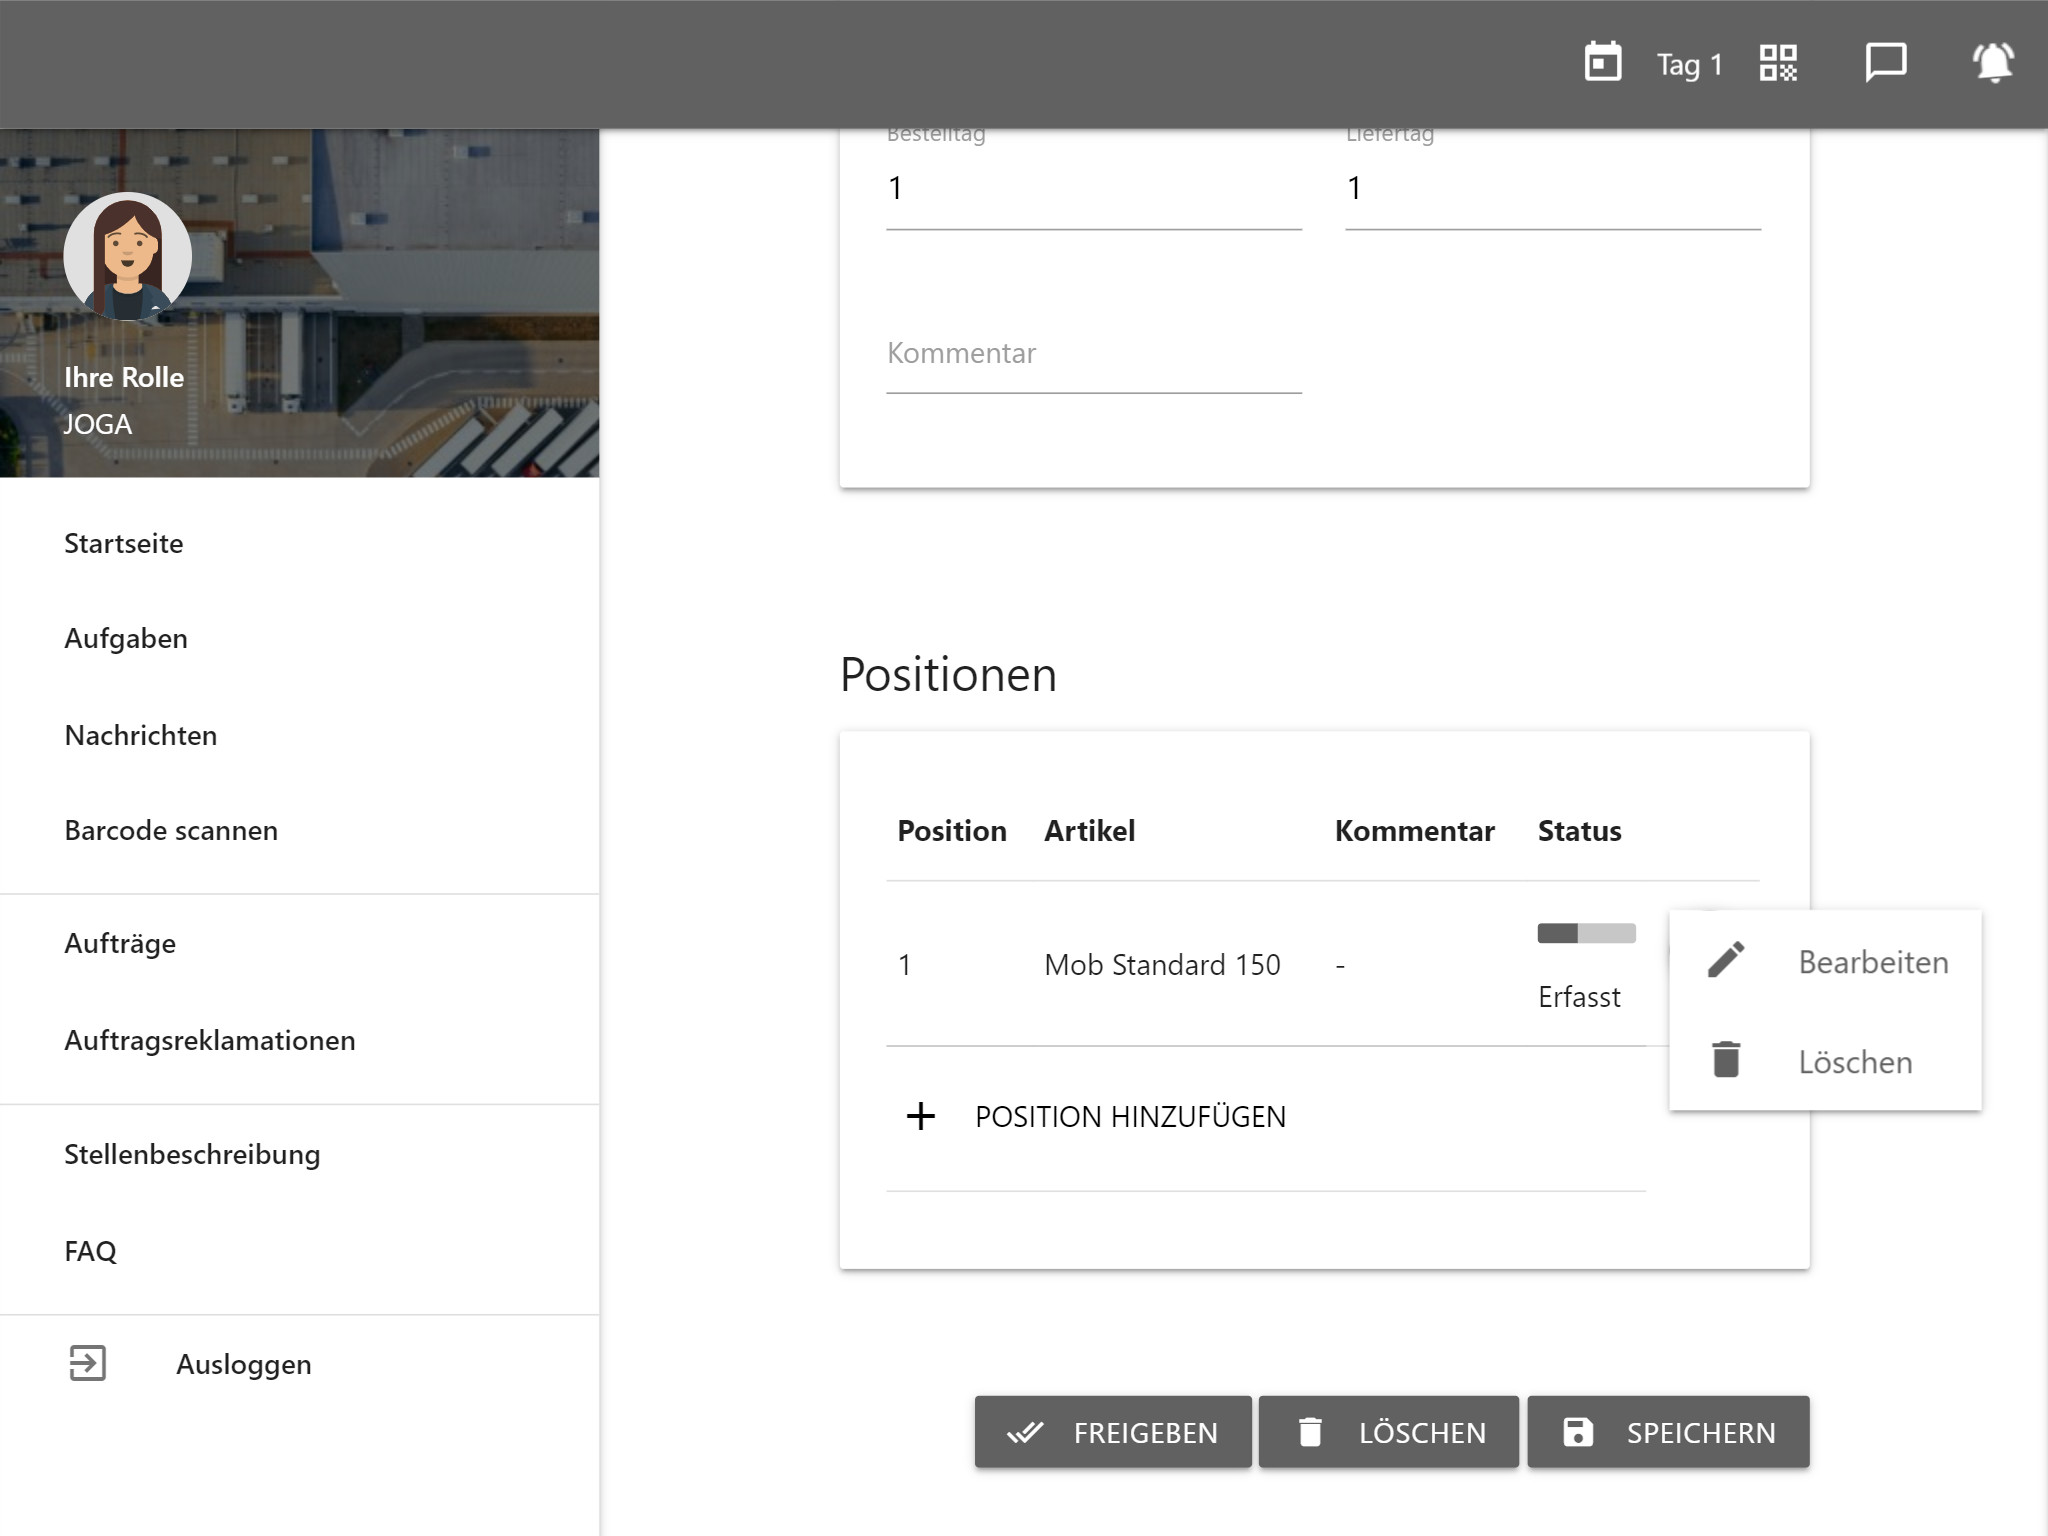 Tag 1
Bestelltag
Liefertag
1
1
Kommentar
Ihre Rolle
JOGA
Startseite
Aufgaben
Nachrichten
Barcode scannen
Aufträge
Auftragsreklamationen
Stellenbeschreibung
FAQ
Ausloggen
Positionen
Position Artikel Kommentar Status
1 Mob Standard 150 - Erfasst
Bearbeiten
Löschen
POSITION HINZUFÜGEN
FREIGEBEN
LÖSCHEN
SPEICHERN